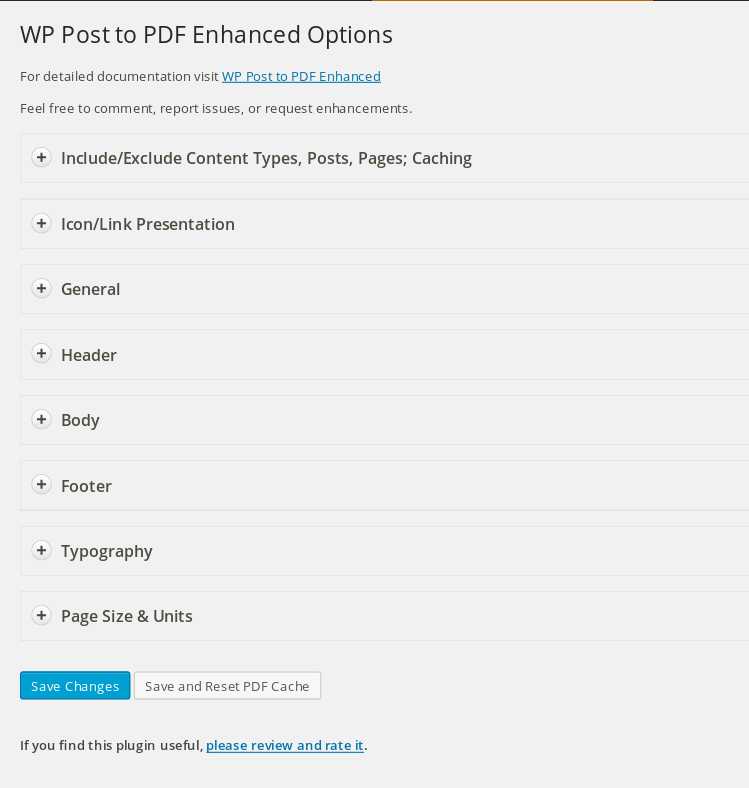 WP Post to PDF Enhanced Options
For detailed documentation visit WP Post to PDF Enhanced
Feel free to comment, report issues, or request enhancements.
Include/Exclude Content Types, Posts, Pages; Caching
Icon/Link Presentation
General
Header
Body
Footer
Typography
Page Size & Units
Save Changes Save and Reset PDF Cache
If you find this plugin useful, please review and rate it.